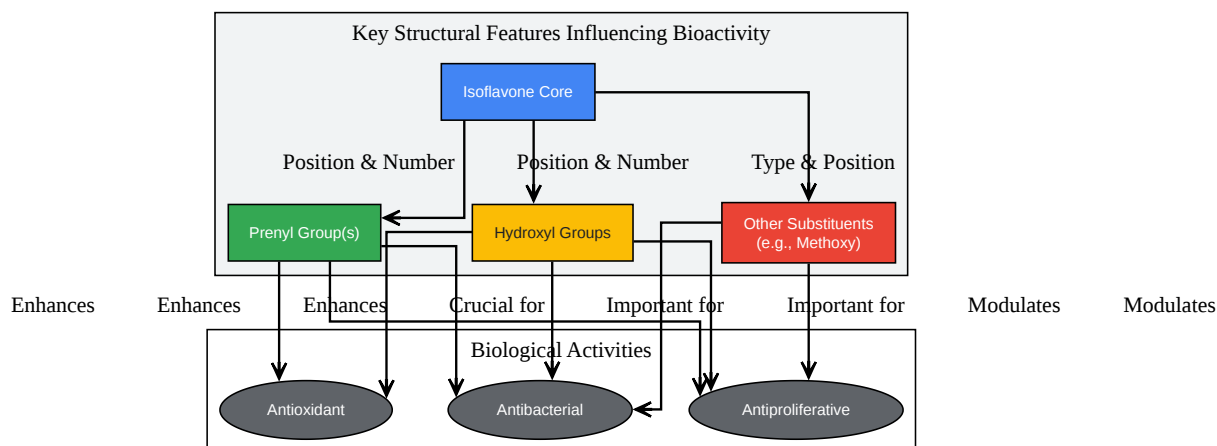 Key Structural Features Influencing Bioactivity
Isoflavone Core
Position & Number
Position & Number
Type & Position
Prenyl Group(s)
Hydroxyl Groups
Other Substituents
(e.g., Methoxy)
Enhances
Enhances
Enhances
Crucial for
Important for
Important for
Modulates
Modulates
Biological Activities
Antioxidant
Antibacterial
Antiproliferative